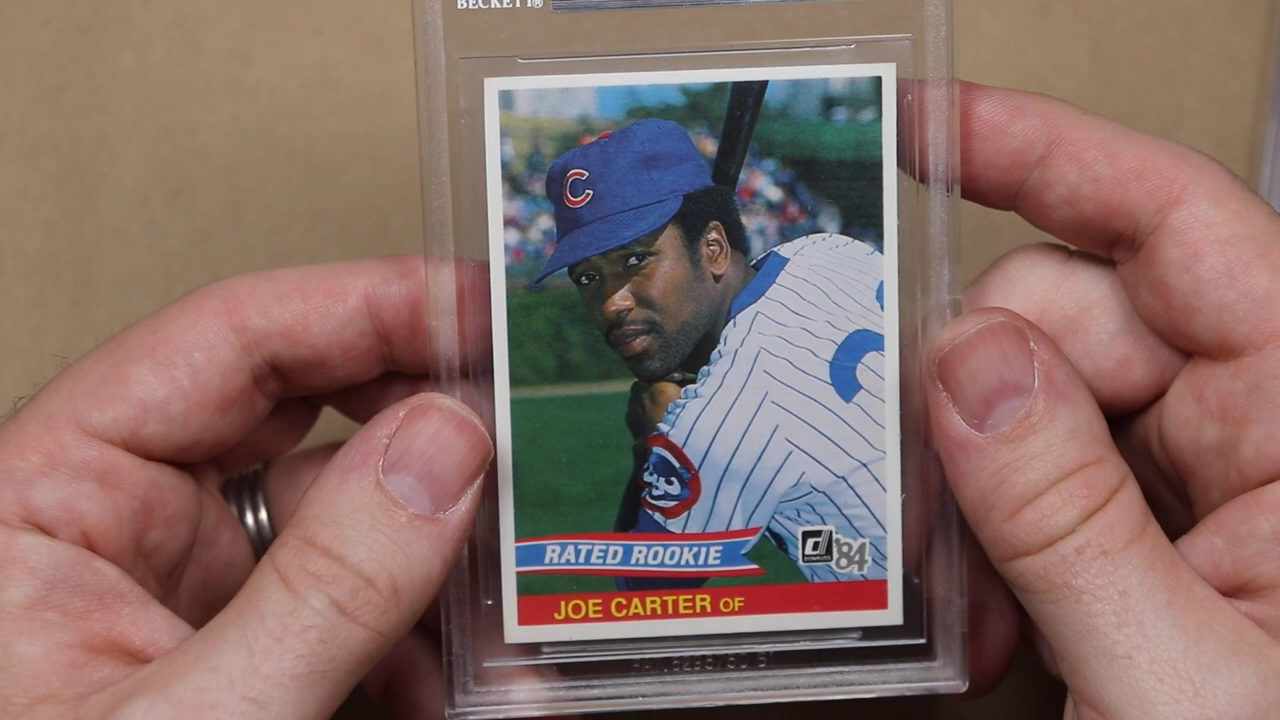 BECKETT®
C
RATED ROOKIE
DONRUSS '84
JOE CARTER OF